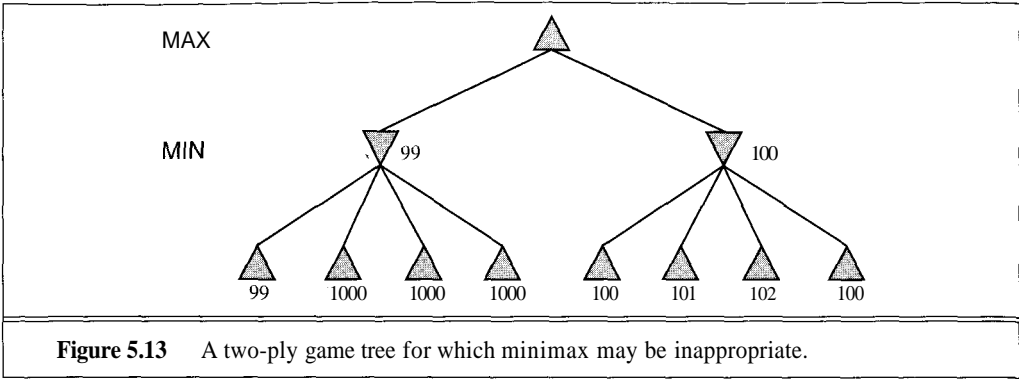 MAX
MIN
99
100
99 1000 1000 1000 100 101 102 100
Figure 5.13 A two-ply game tree for which minimax may be inappropriate.